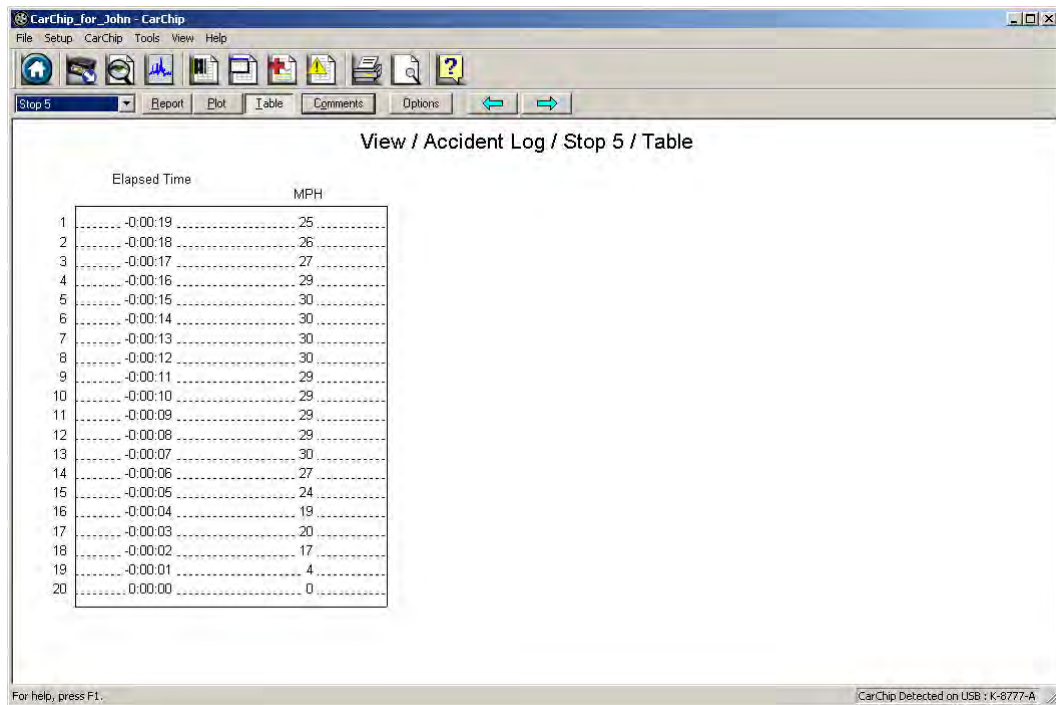 CarChip_for_John - CarChip
File Setup CarChip Tools View Help
Stop 5 Report Plot Table Comments Options
View / Accident Log / Stop 5 / Table
Elapsed Time
MPH
1 -0:00:19 25
2 -0:00:18 26
3 -0:00:17 27
4 -0:00:16 29
5 -0:00:15 30
6 -0:00:14 30
7 -0:00:13 30
8 -0:00:12 30
9 -0:00:11 29
10 -0:00:10 29
11 -0:00:09 29
12 -0:00:08 29
13 -0:00:07 30
14 -0:00:06 27
15 -0:00:05 24
16 -0:00:04 19
17 -0:00:03 20
18 -0:00:02 17
19 -0:00:01 4
20 0:00:00 0
For help, press F1. CarChip Detected on USB : K-8777-A